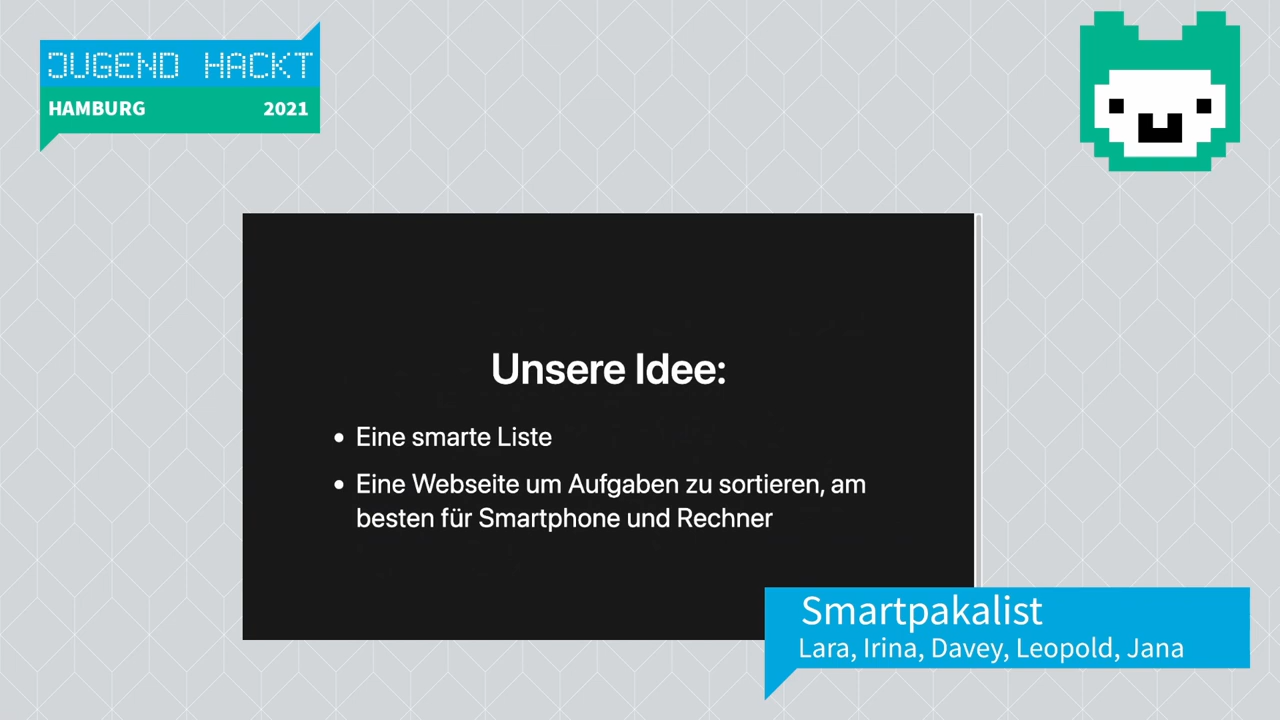 JUGEND HACKT
HAMBURG 2021
Unsere Idee:
• Eine smarte Liste
• Eine Webseite um Aufgaben zu sortieren, am
besten für Smartphone und Rechner
Smartpakalist
Lara, Irina, Davey, Leopold, Jana